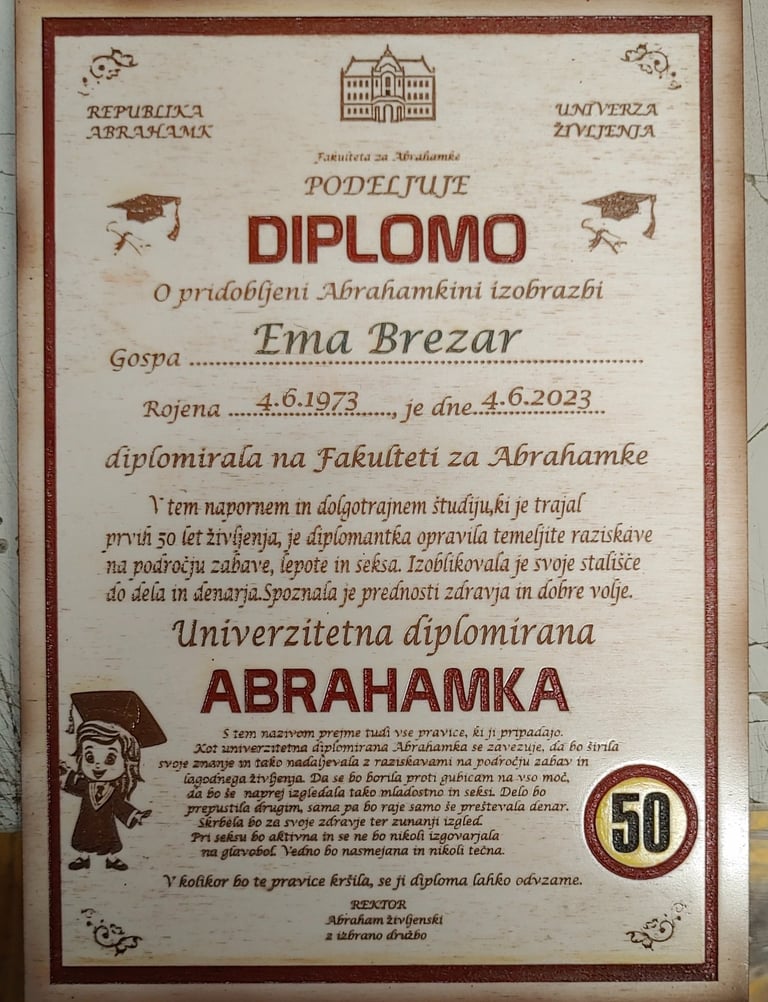 REPUBLIKA
ABRAHAMK
UNIVERZA
ŽIVLJENJA
Fakulteta za Abrahamke
PODELJUJE
DIPLOMO
O pridobljeni Abrahamkini izobrazbi
Gospa Ema Brezar
Rojena 4.6.1973, je dne 4.6.2023
diplomirala na Fakulteti za Abrahamke
V tem napornem in dolgotrajnem študiju,ki je trajal
prvih 50 let življenja, je diplomantka opravila temeljite raziskave
na področju zabave, lepote in seksa. Izoblikovala je svoje stališče
do dela in denarja.Spoznala je prednosti zdravja in dobre volje.
Univerzitetna diplomirana
ABRAHAMKA
S tem nazivom prejme tudi vse pravice, ki ji pripadajo.
Kot univerzitetna diplomirana Abrahamka se zavezuje, da bo širila
svoje znanje in tako nadaljevala z raziskavami na področju zabav in
lagodnega življenja. Da se bo borila proti gubicam na vso moč,
da bo še naprej izgledala tako mladostno in seksi. Delo bo
prepustila drugim, sama pa bo raje samo še preštevala denar.
Skrbela bo za svoje zdravje ter zunanji izgled.
Pri seksu bo aktivna in se ne bo nikoli izgovarjala
na glavobol. Vedno bo nasmejana in nikoli tečna.
50
V kolikor bo te pravice kršila, se ji diploma lahko odvzame.
REKTOR
Abraham življenski
z izbrano družbo